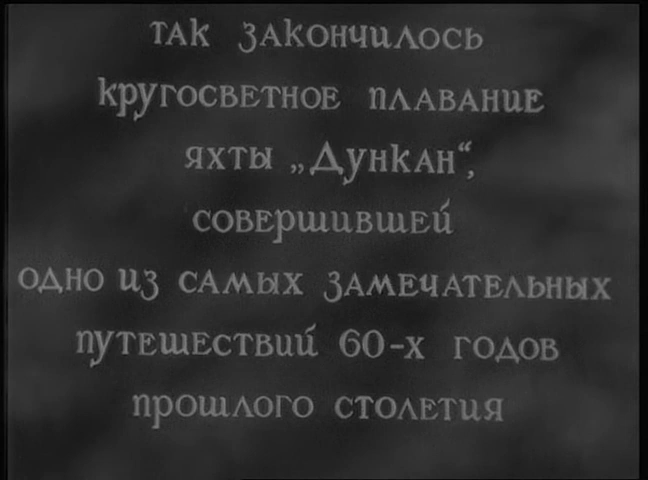 так закончилось
кругосветное плавание
яхты „Дункан“,
совершившей
одно из самых замечательных
путешествий 60-х годов
прошлого столетия